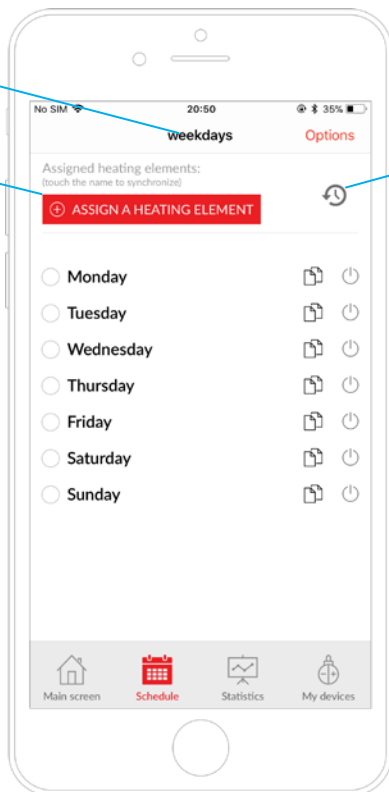 No SIM 20:50 35%
weekdays Options
Assigned heating elements:
(touch the name to synchronize)
ASSIGN A HEATING ELEMENT
Monday
Tuesday
Wednesday
Thursday
Friday
Saturday
Sunday
Main screen Schedule Statistics My devices